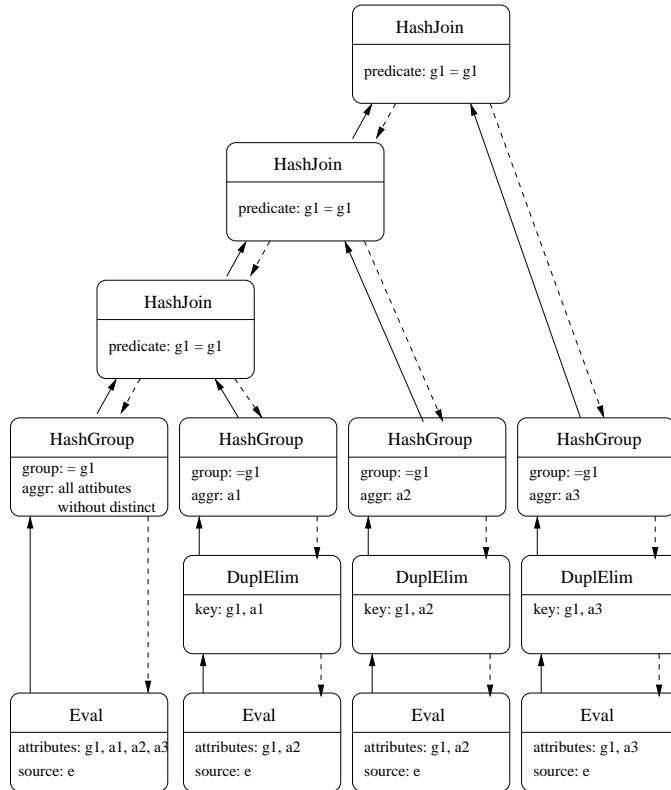 HashJoin
predicate: g1 = g1
HashJoin
predicate: g1 = g1
HashJoin
predicate: g1 = g1
HashGroup
group: = g1
aggr: all attibutes
without distinct
HashGroup
group: =g1
aggr: a1
HashGroup
group: =g1
aggr: a2
HashGroup
group: =g1
aggr: a3
DuplElim
key: g1, a1
DuplElim
key: g1, a2
DuplElim
key: g1, a3
Eval
attributes: g1, a1, a2, a3
source: e
Eval
attributes: g1, a2
source: e
Eval
attributes: g1, a2
source: e
Eval
attributes: g1, a3
source: e